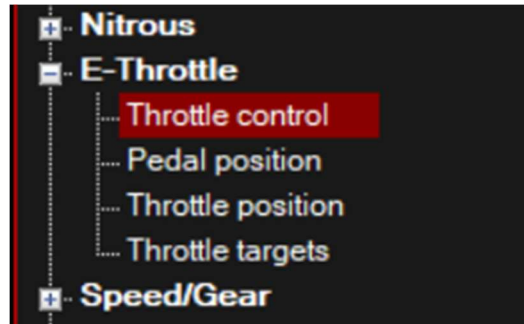 Nitrous
E-Throttle
Throttle control
Pedal position
Throttle position
Throttle targets
Speed/Gear